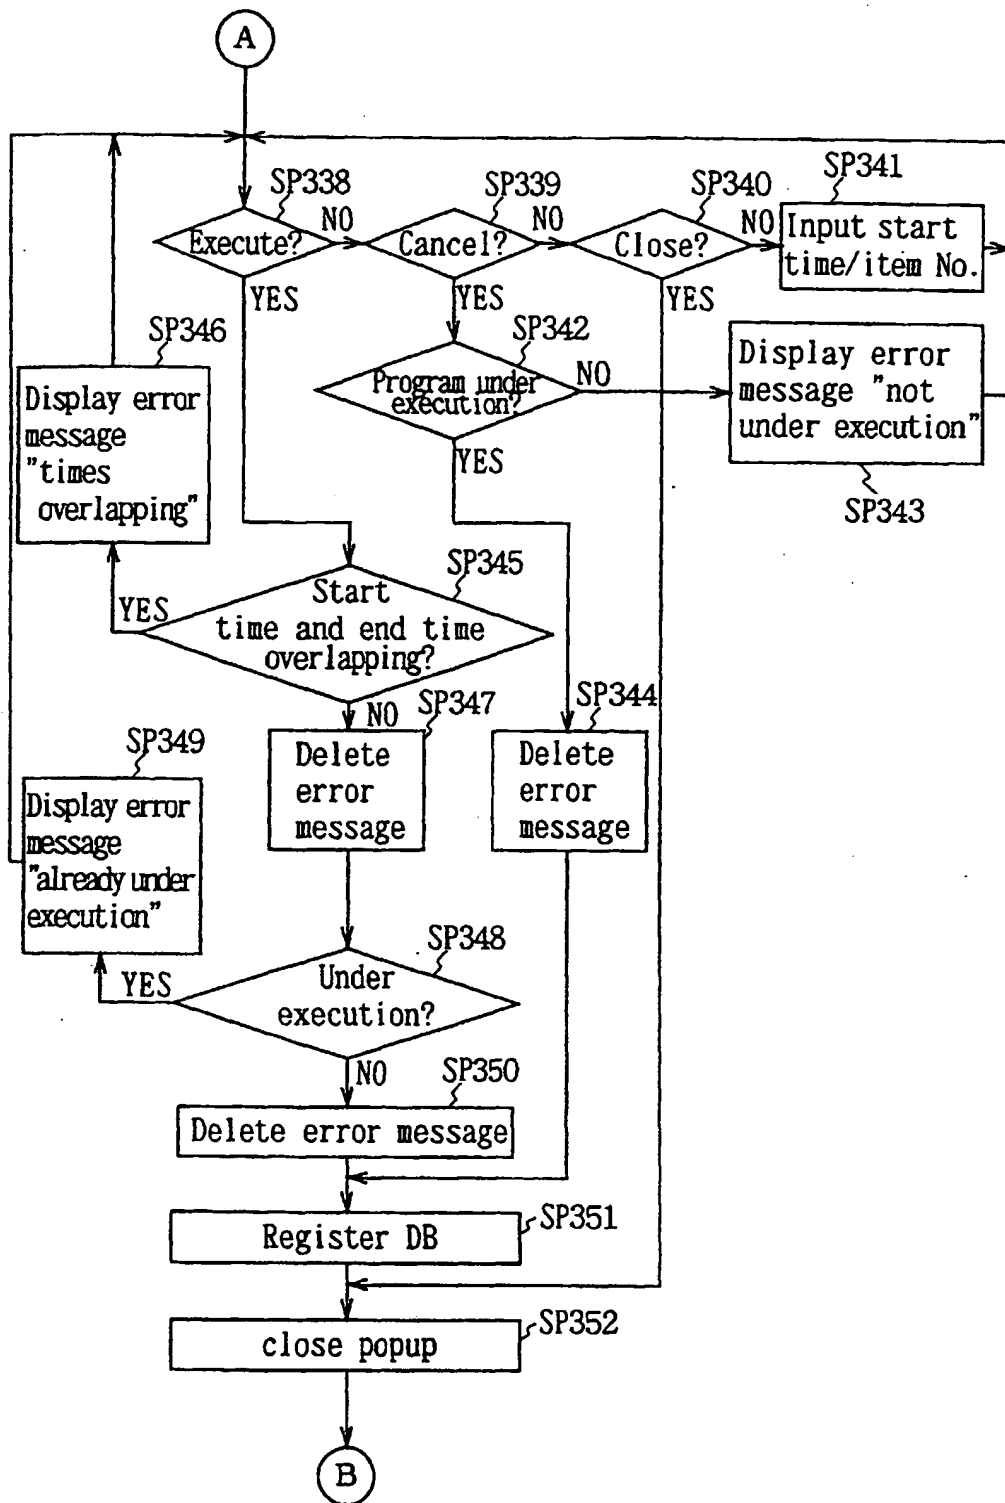 A
SP338
SP339
SP340
SP341
Execute?
NO
Cancel?
NO
Close?
NO
Input start
time/item No.
YES
YES
YES
SP346
SP342
Display error
message
"times
overlapping"
Program under
execution?
NO
Display error
message "not
under execution"
YES
SP343
SP345
YES
Start
time and end time
overlapping?
NO
SP347
SP344
SP349
Delete
error
message
Delete
error
message
Display error
message
"already under
execution"
SP348
YES
Under
execution?
NO
SP350
Delete error message
Register DB
SP351
close popup
SP352
B